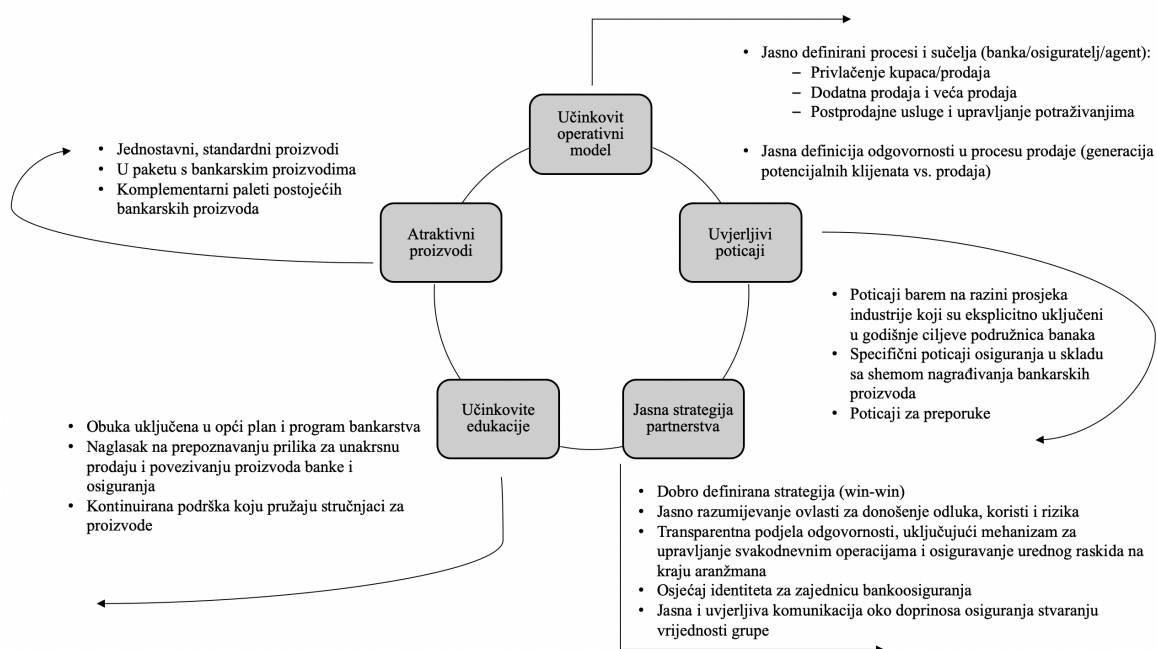 Učinkovit
operativni
model
• Jasno definirani procesi i sučelja (banka/osiguratelj/agent):
– Privlačenje kupaca/prodaja
– Dodatna prodaja i veća prodaja
– Postprodajne usluge i upravljanje potraživanjima
• Jasna definicija odgovornosti u procesu prodaje (generacija
potencijalnih klijenata vs. prodaja)
Uvjerljivi
poticaji
• Poticaji barem na razini prosjeka
industrije koji su eksplicitno uključeni
u godišnje ciljeve podružnica banaka
• Specifični poticaji osiguranja u skladu
sa shemom nagrađivanja bankarskih
proizvoda
• Poticaji za preporuke
Jasna strategija
partnerstva
• Dobro definirana strategija (win-win)
• Jasno razumijevanje ovlasti za donošenje odluka, koristi i rizika
• Transparentna podjela odgovornosti, uključujući mehanizam za
upravljanje svakodnevnim operacijama i osiguravanje urednog raskida na
kraju aranžmana
• Osjećaj identiteta za zajednicu bankoosiguranja
• Jasna i uvjerljiva komunikacija oko doprinosa osiguranja stvaranju
vrijednosti grupe
Učinkovite
edukacije
• Obuka uključena u opći plan i program bankarstva
• Naglasak na prepoznavanju prilika za unakrsnu
prodaju i povezivanju proizvoda banke i
osiguranja
• Kontinuirana podrška koju pružaju stručnjaci za
proizvode
Atraktivni
proizvodi
• Jednostavni, standardni proizvodi
• U paketu s bankarskim proizvodima
• Komplementarni paleti postojećih
bankarskih proizvoda